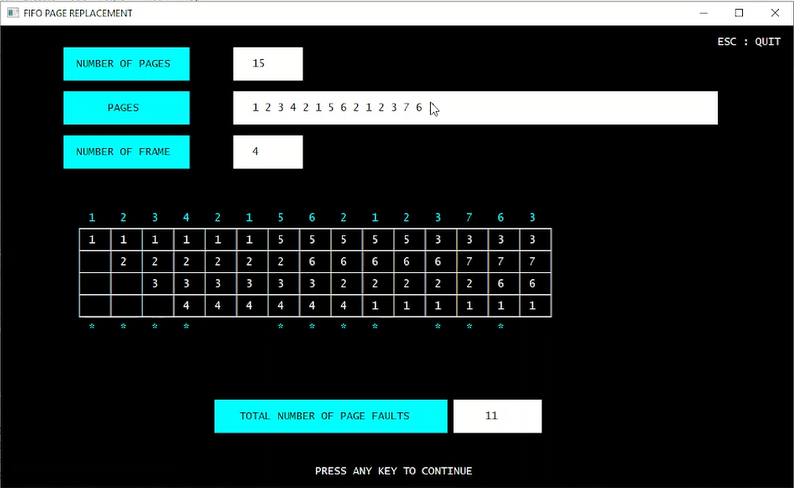 FIFO PAGE REPLACEMENT
ESC : QUIT
NUMBER OF PAGES 15
PAGES 1 2 3 4 2 1 5 6 2 1 2 3 7 6
NUMBER OF FRAME 4
1 2 3 4 2 1 5 6 2 1 2 3 7 6 3
1 1 1 1 1 1 5 5 5 5 5 3 3 3 3
2 2 2 2 2 2 6 6 6 6 6 7 7 7
3 3 3 3 3 3 2 2 2 2 2 6 6
4 4 4 4 4 4 1 1 1 1 1 1
* * * * * * * * * * *
TOTAL NUMBER OF PAGE FAULTS 11
PRESS ANY KEY TO CONTINUE